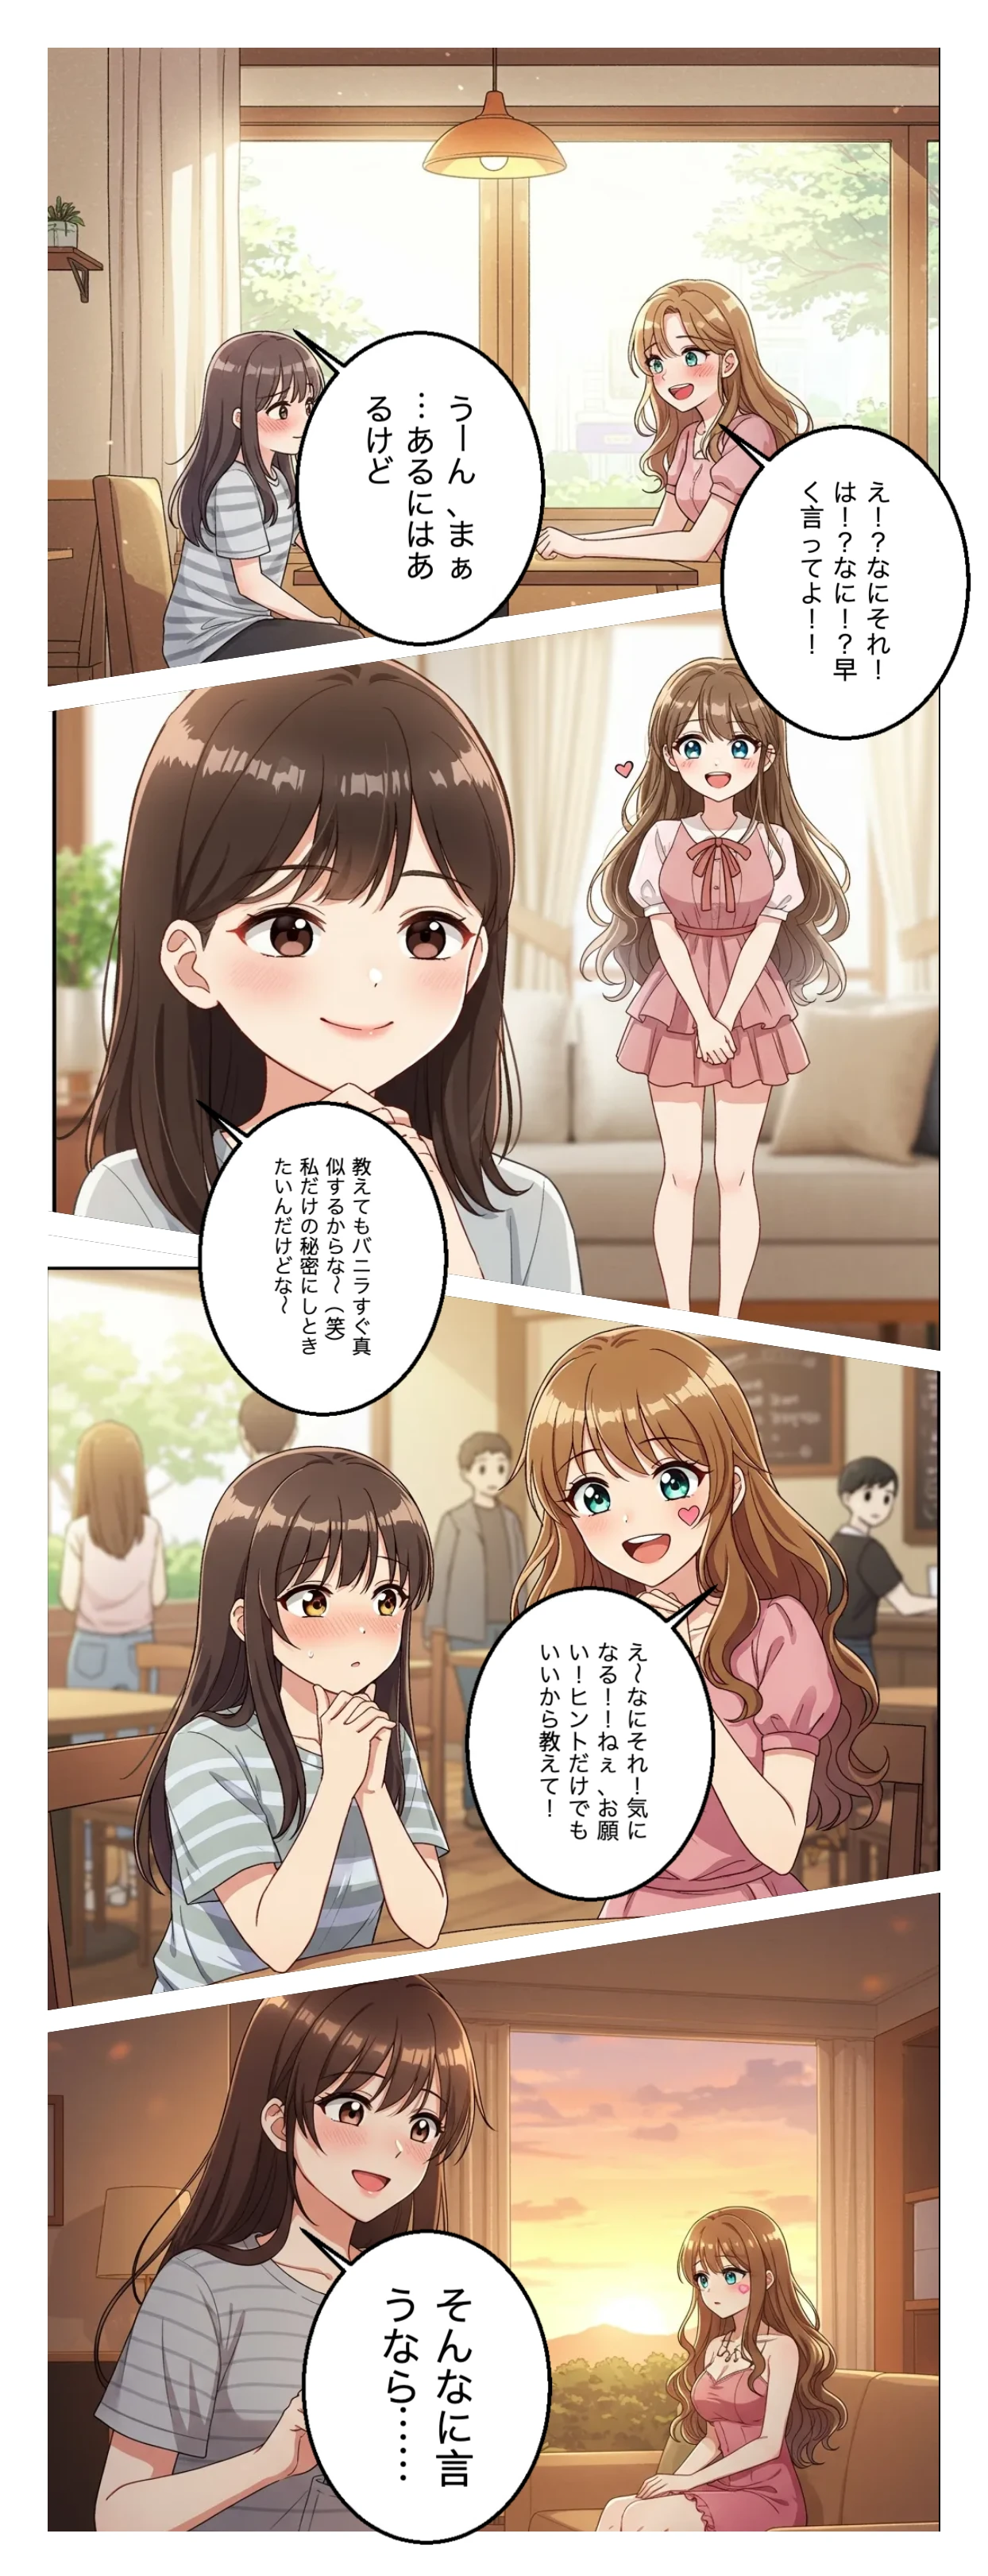 うーん、まぁ
…あるにはあ
るけど
え！？なにそれ！
は！？なに！？早
く言ってよ！！
教えてもバニラすぐ真
似するからな〜（笑）
私だけの秘密にしとき
たいんだけどな〜
え〜なにそれ！気に
なる！！ねぇ、お願
い！ヒントだけでも
いいから教えて！
そんなに言
うなら……